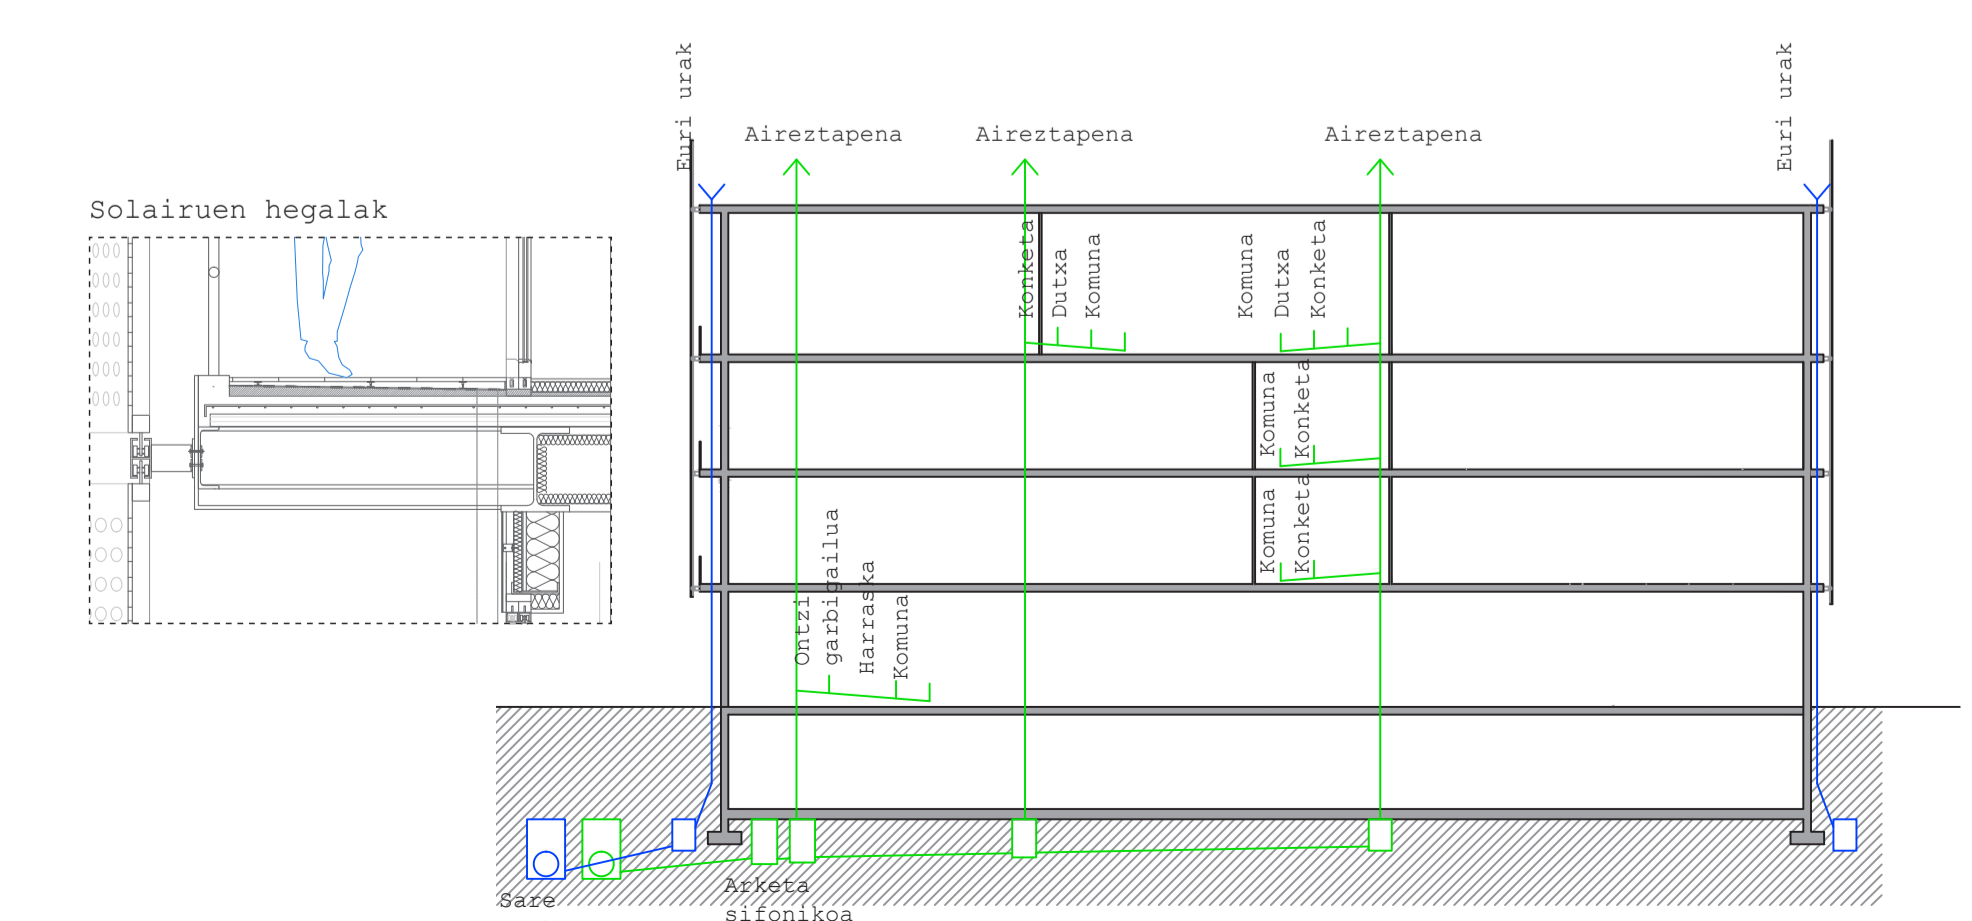 Euri urak
Euri urak
Aireztapena
Aireztapena
Aireztapena
Solairuen hegalak
Konketa
Dutxa
Komuna
Komuna
Dutxa
Konketa
Komuna
Konketa
Komuna
Konketa
Ontzi
garbigailua
Harraska
Komuna
Arketa
sifonikoa
Sare